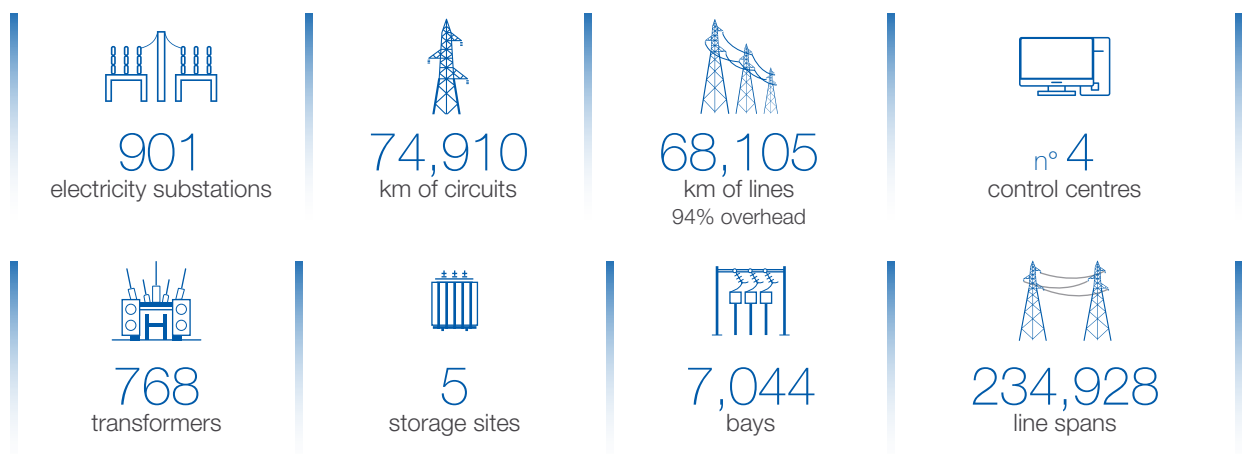 901
electricity substations
74,910
km of circuits
68,105
km of lines
94% overhead
n° 4
control centres
768
transformers
5
storage sites
7,044
bays
234,928
line spans